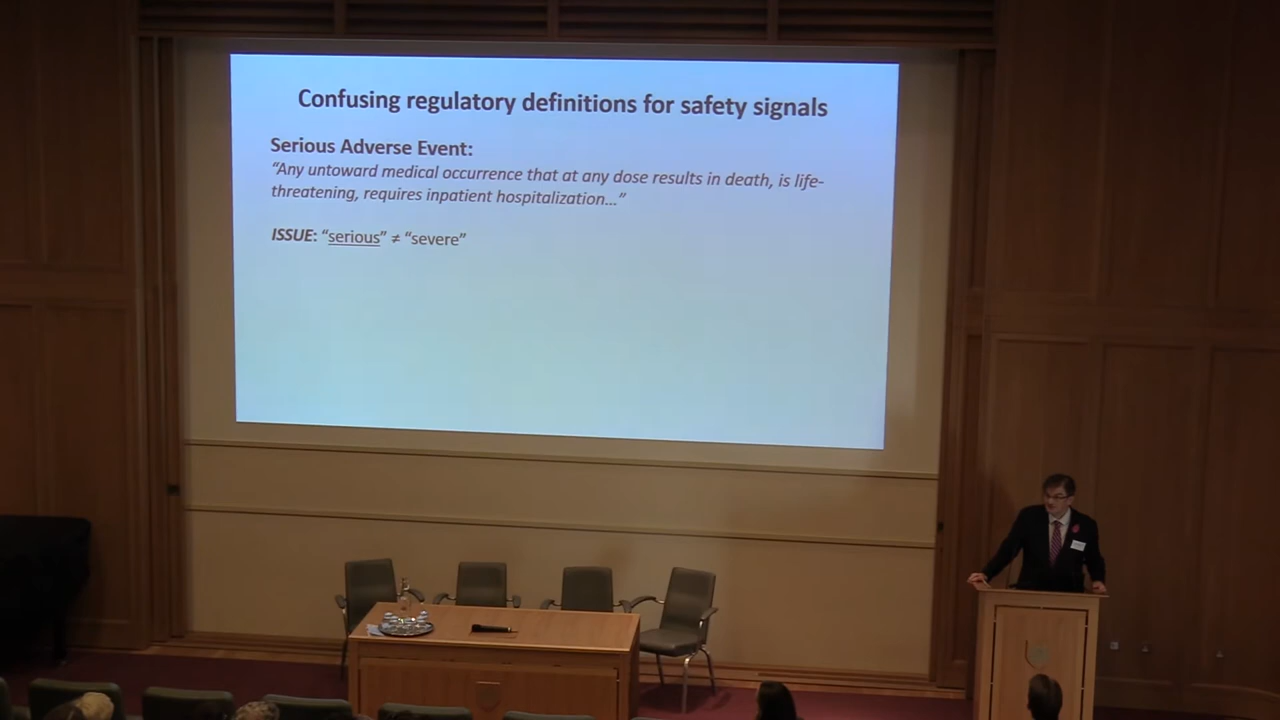 Confusing regulatory definitions for safety signals
Serious Adverse Event:
“Any untoward medical occurrence that at any dose results in death, is life-
threatening, requires inpatient hospitalization…”
ISSUE: “serious” ≠ “severe”